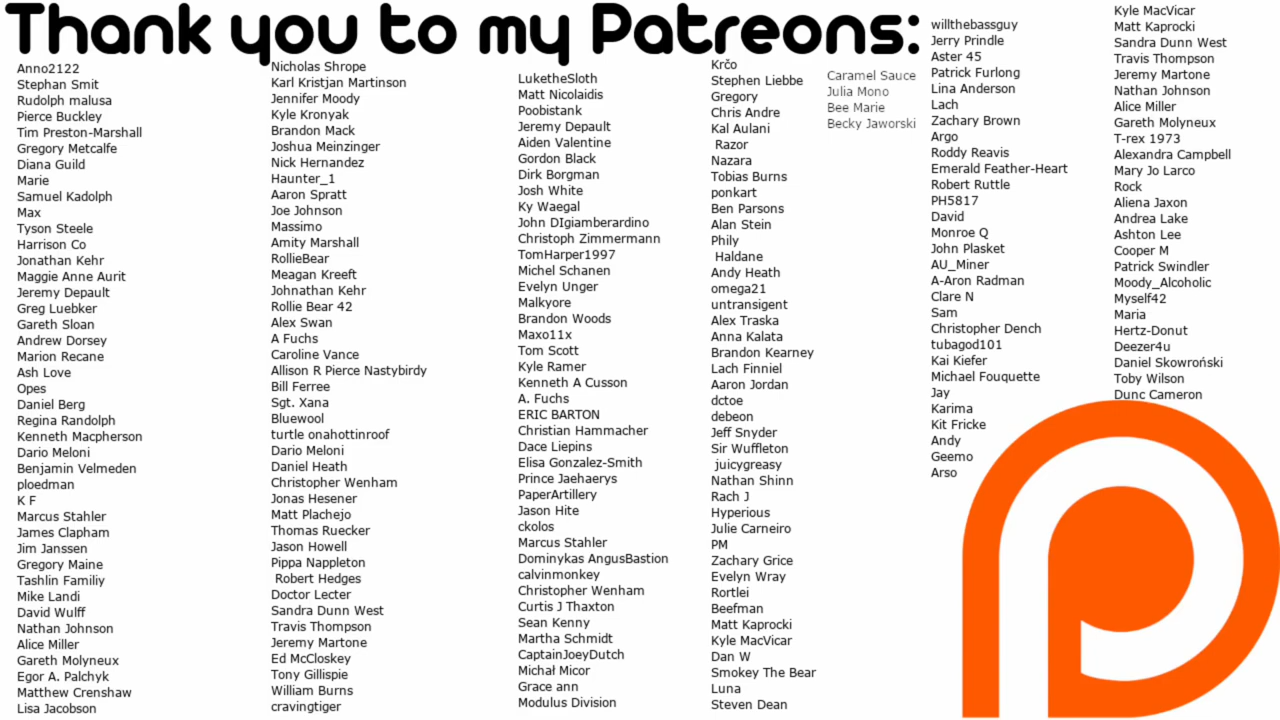 Thank you to my Patreons:
Anno2122
Stephan Smit
Rudolph malusa
Pierce Buckley
Tim Preston-Marshall
Gregory Metcalfe
Diana Guild
Marie
Samuel Kadolph
Max
Tyson Steele
Harrison Co
Jonathan Kehr
Maggie Anne Aurit
Jeremy Depault
Greg Luebker
Gareth Sloan
Andrew Dorsey
Marion Recane
Ash Love
Opes
Daniel Berg
Regina Randolph
Kenneth Macpherson
Dario Meloni
Benjamin Velmeden
ploedman
K F
Marcus Stahler
James Clapham
Jim Janssen
Gregory Maine
Tashlin Familiy
Mike Landi
David Wulff
Nathan Johnson
Alice Miller
Gareth Molyneux
Egor A. Palchyk
Matthew Crenshaw
Lisa Jacobson
Nicholas Shrope
Karl Kristjan Martinson
Jennifer Moody
Kyle Kronyak
Brandon Mack
Joshua Meinzinger
Nick Hernandez
Haunter_1
Aaron Spratt
Joe Johnson
Massimo
Amity Marshall
RollieBear
Meagan Kreeft
Johnathan Kehr
Rollie Bear 42
Alex Swan
A Fuchs
Caroline Vance
Allison R Pierce Nastybirdy
Bill Ferree
Sgt. Xana
Bluewool
turtle onahottinroof
Dario Meloni
Daniel Heath
Christopher Wenham
Jonas Hesener
Matt Plachejo
Thomas Ruecker
Jason Howell
Pippa Nappleton
Robert Hedges
Doctor Lecter
Sandra Dunn West
Travis Thompson
Jeremy Martone
Ed McCloskey
Tony Gillispie
William Burns
cravingtiger
LuketheSloth
Matt Nicolaidis
Poobistank
Jeremy Depault
Aiden Valentine
Gordon Black
Dirk Borgman
Josh White
Ky Waegal
John DIgiamberardino
Christoph Zimmermann
TomHarper1997
Michel Schanen
Evelyn Unger
Malkyore
Brandon Woods
Maxo11x
Tom Scott
Kyle Ramer
Kenneth A Cusson
A. Fuchs
ERIC BARTON
Christian Hammacher
Dace Liepins
Elisa Gonzalez-Smith
Prince Jaehaerys
PaperArtillery
Jason Hite
ckolos
Marcus Stahler
Dominykas AngusBastion
calvinmonkey
Christopher Wenham
Curtis J Thaxton
Sean Kenny
Martha Schmidt
CaptainJoeyDutch
Michał Micor
Grace ann
Modulus Division
Krčo
Stephen Liebbe
Gregory
Chris Andre
Kal Aulani
Razor
Nazara
Tobias Burns
ponkart
Ben Parsons
Alan Stein
Phily
Haldane
Andy Heath
omega21
untransigent
Alex Traska
Anna Kalata
Brandon Kearney
Lach Finniel
Aaron Jordan
dctoe
debeon
Jeff Snyder
Sir Wuffleton
juicygreasy
Nathan Shinn
Rach J
Hyperious
Julie Carneiro
PM
Zachary Grice
Evelyn Wray
Rortlei
Beefman
Matt Kaprocki
Kyle MacVicar
Dan W
Smokey The Bear
Luna
Steven Dean
Caramel Sauce
Julia Mono
Bee Marie
Becky Jaworski
willthebassguy
Jerry Prindle
Aster 45
Patrick Furlong
Lina Anderson
Lach
Zachary Brown
Argo
Roddy Reavis
Emerald Feather-Heart
Robert Ruttle
PH5817
David
Monroe Q
John Plasket
AU_Miner
A-Aron Radman
Clare N
Sam
Christopher Dench
tubagod101
Kai Kiefer
Michael Fouquette
Jay
Karima
Kit Fricke
Andy
Geemo
Arso
Kyle MacVicar
Matt Kaprocki
Sandra Dunn West
Travis Thompson
Jeremy Martone
Nathan Johnson
Alice Miller
Gareth Molyneux
T-rex 1973
Alexandra Campbell
Mary Jo Larco
Rock
Aliena Jaxon
Andrea Lake
Ashton Lee
Cooper M
Patrick Swindler
Moody_Alcoholic
Myself42
Maria
Hertz-Donut
Deezer4u
Daniel Skowroński
Toby Wilson
Dunc Cameron